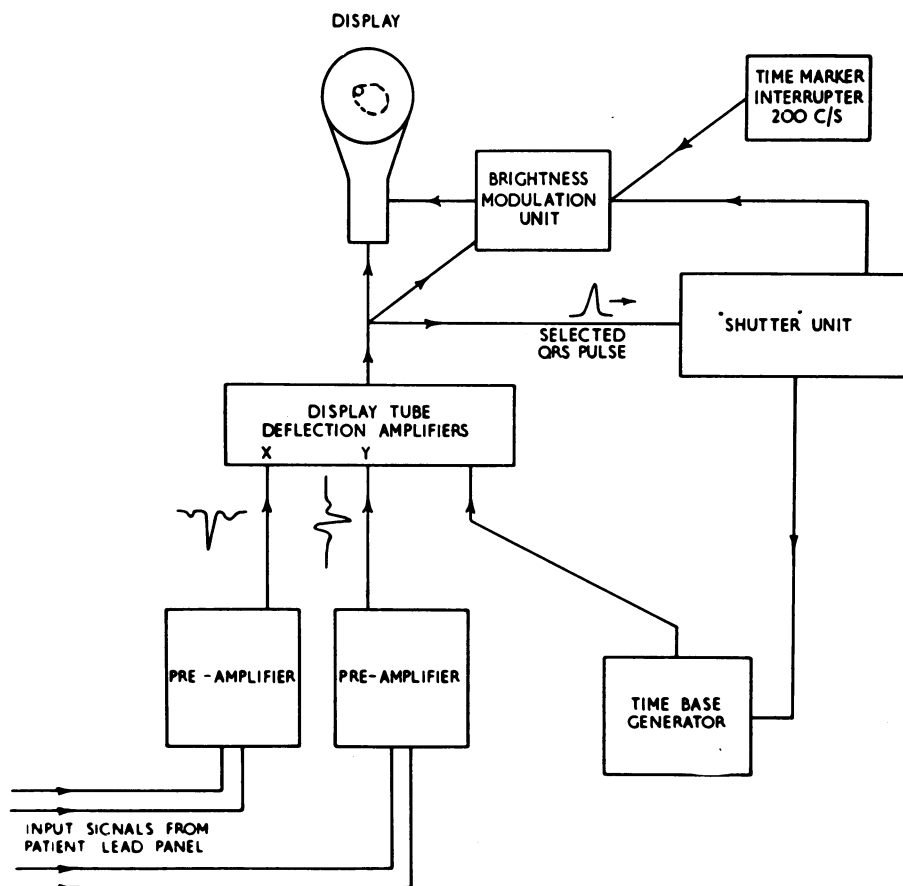 DISPLAY
TIME MARKER
INTERRUPTER
200 C/S
BRIGHTNESS
MODULATION
UNIT
"SHUTTER" UNIT
SELECTED
QRS PULSE
DISPLAY TUBE
DEFLECTION AMPLIFIERS
X Y
PRE-AMPLIFIER
PRE-AMPLIFIER
TIME BASE
GENERATOR
INPUT SIGNALS FROM
PATIENT LEAD PANEL